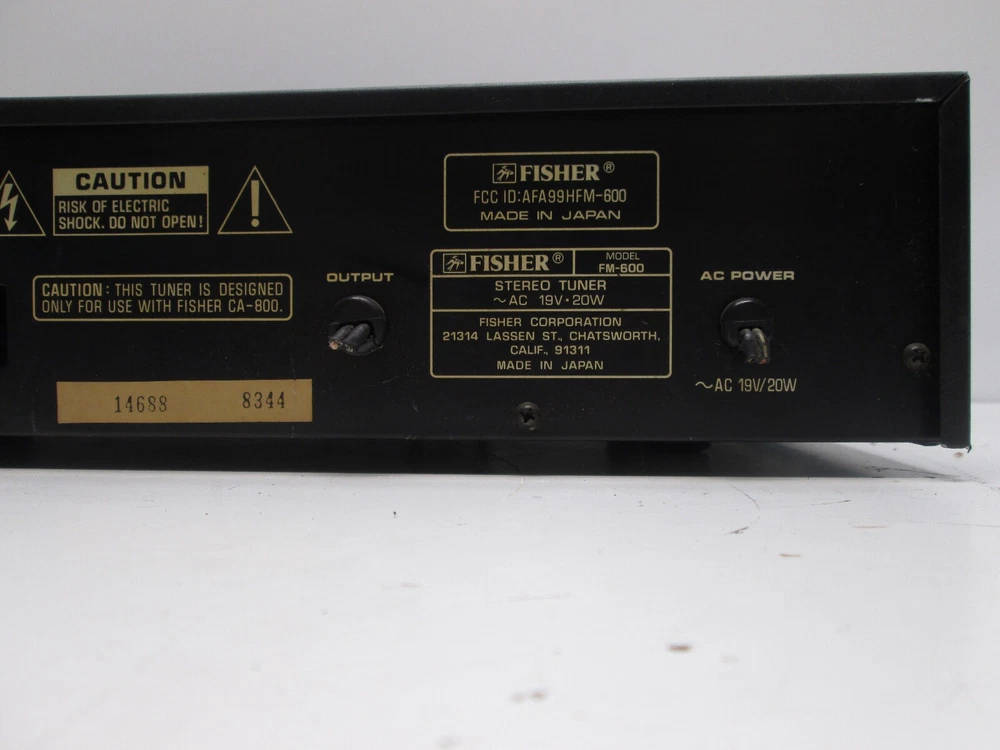 CAUTION
RISK OF ELECTRIC
SHOCK. DO NOT OPEN!
!
FISHER®
FCC ID:AFA99HFM-600
MADE IN JAPAN
CAUTION : THIS TUNER IS DESIGNED
ONLY FOR USE WITH FISHER CA-800.
OUTPUT
FISHER®
MODEL
FM-600
STEREO TUNER
~AC 19V·20W
FISHER CORPORATION
21314 LASSEN ST., CHATSWORTH,
CALIF., 91311
MADE IN JAPAN
AC POWER
~AC 19V/20W
14688 8344